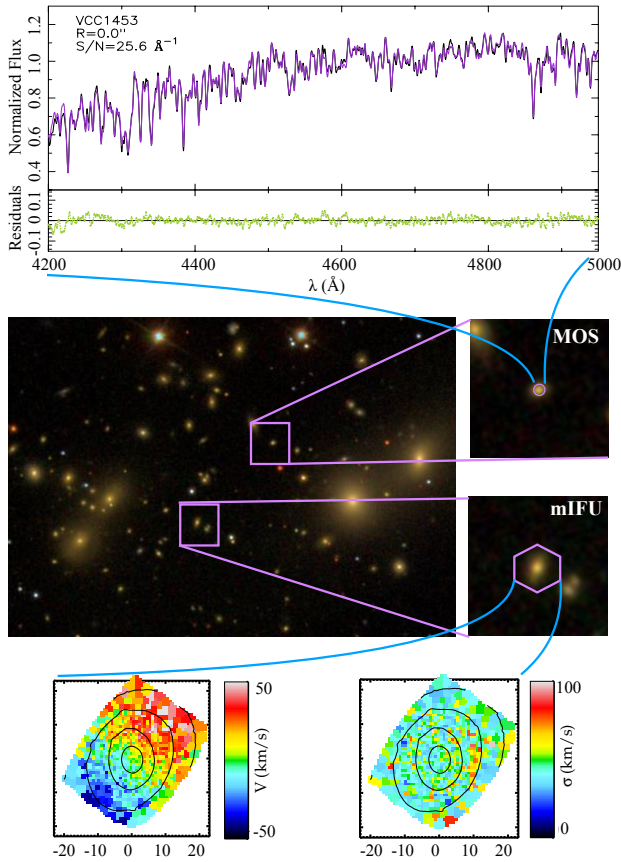 VCC1453
R=0.0"
S/N=25.6 Å⁻¹
Normalized Flux
1.2
1.0
0.8
0.6
0.4
Residuals
0.1
0
-0.1
4200
4400
4600
4800
5000
λ (Å)
MOS
mIFU
50
V (km/s)
-50
100
σ (km/s)
0
-20 -10 0 10 20
-20 -10 0 10 20